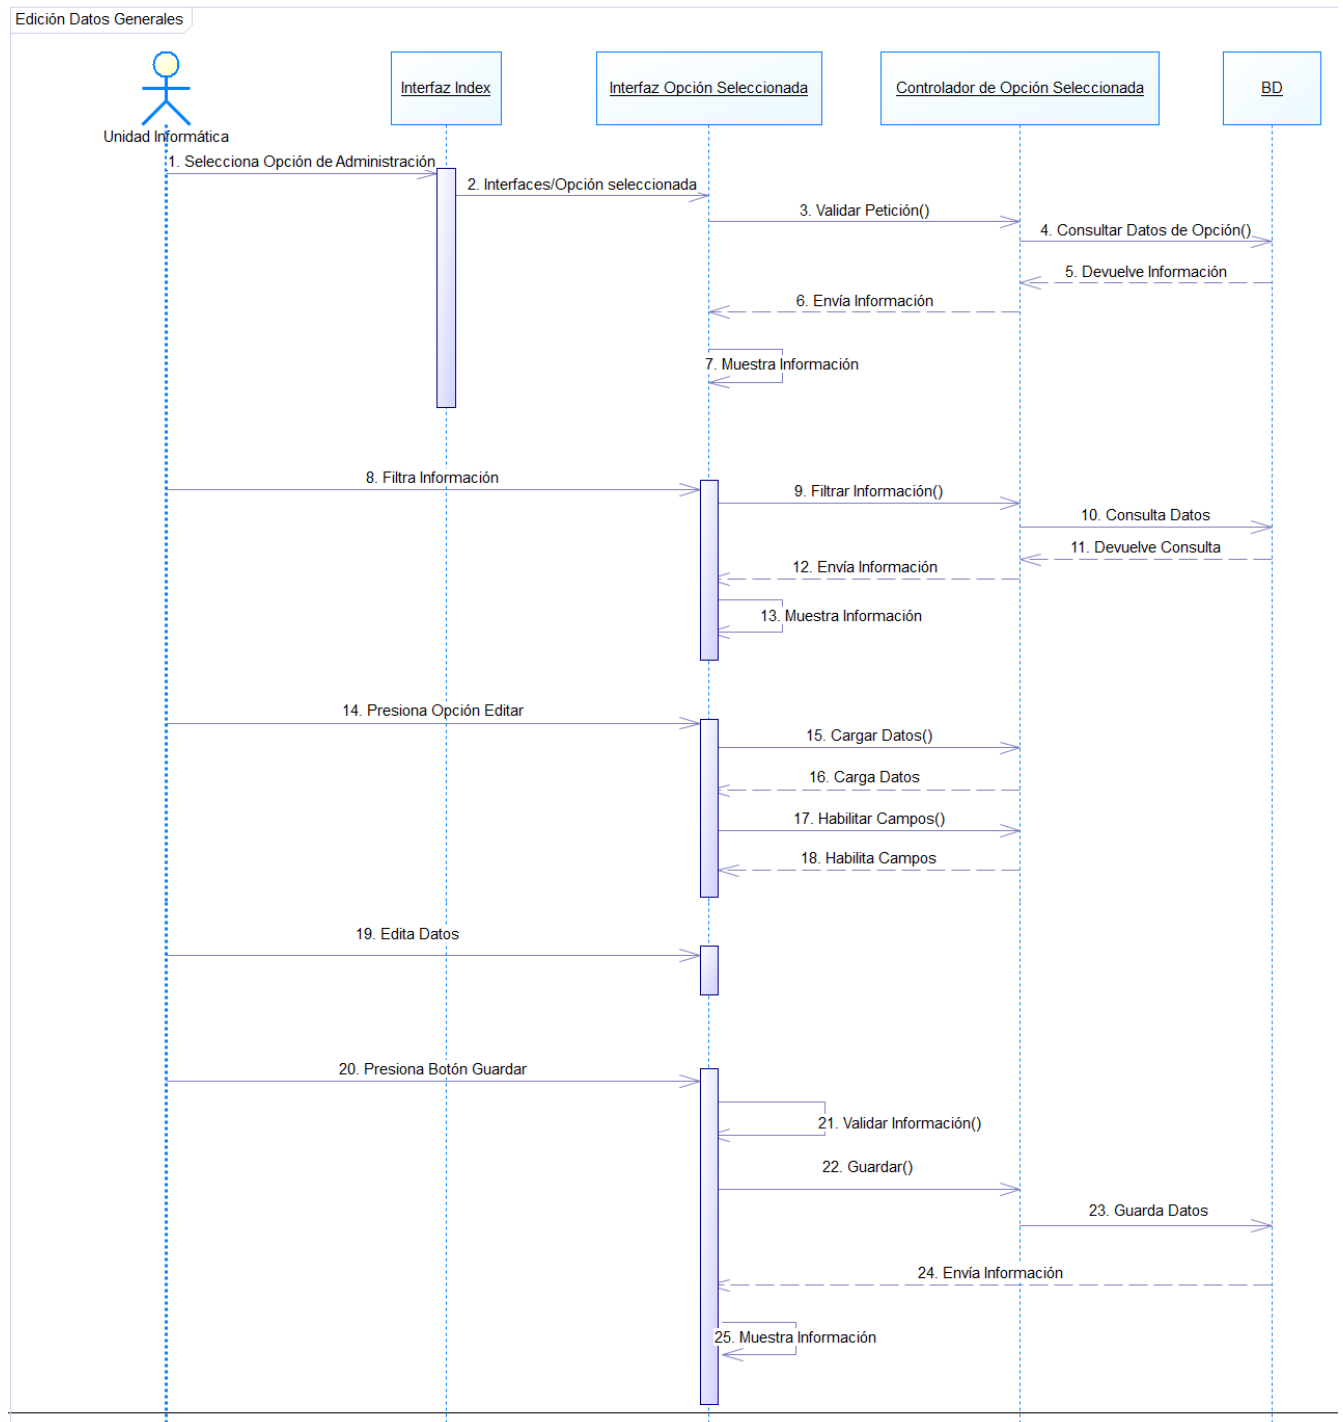 Edición Datos Generales
Interfaz Index
Interfaz Opción Seleccionada
Controlador de Opción Seleccionada
BD
Unidad Informática
1. Selecciona Opción de Administración
2. Interfaces/Opción seleccionada
3. Validar Petición()
4. Consultar Datos de Opción()
5. Devuelve Información
6. Envía Información
7. Muestra Información
8. Filtra Información
9. Filtrar Información()
10. Consulta Datos
11. Devuelve Consulta
12. Envía Información
13. Muestra Información
14. Presiona Opción Editar
15. Cargar Datos()
16. Carga Datos
17. Habilitar Campos()
18. Habilita Campos
19. Edita Datos
20. Presiona Botón Guardar
21. Validar Información()
22. Guardar()
23. Guarda Datos
24. Envía Información
25. Muestra Información